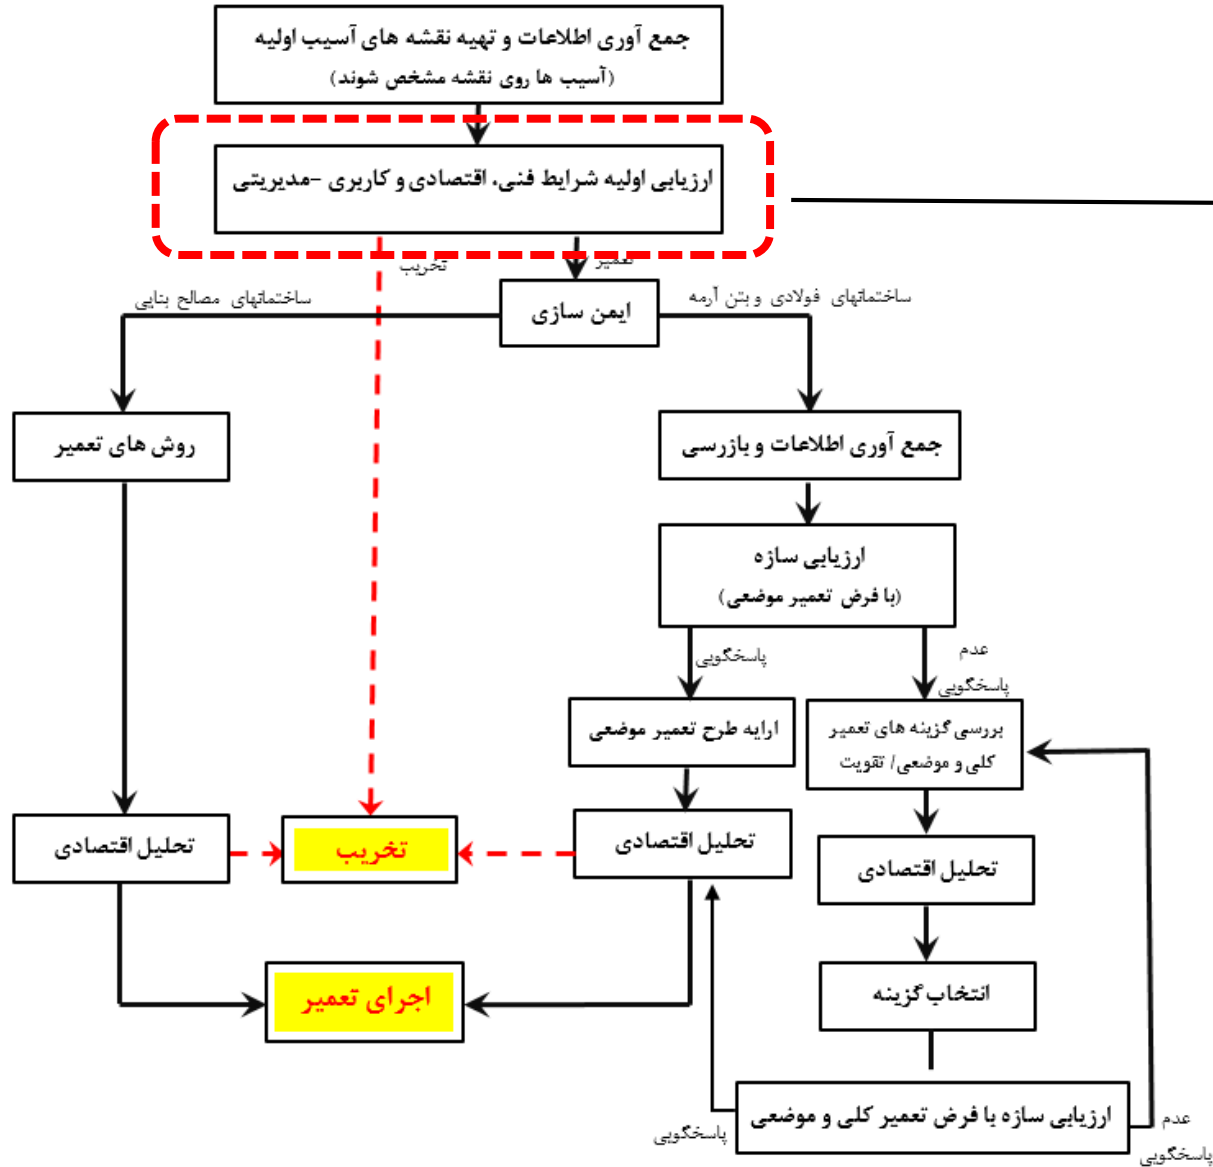 جمع آوری اطلاعات و تهیه نقشه های آسیب اولیه
(آسیب ها روی نقشه مشخص شوند)
ارزیابی اولیه شرایط فنی، اقتصادی و کاربری -مدیریتی
تعمیر
تخریب
ساختمانهای فولادی و بتن آرمه
ایمن سازی
ساختمانهای مصالح بنایی
جمع آوری اطلاعات و بازرسی
روش های تعمیر
ارزیابی سازه
(با فرض تعمیر موضعی)
عدم
پاسخگویی
پاسخگویی
بررسی گزینه های تعمیر
کلی و موضعی/ تقویت
ارایه طرح تعمیر موضعی
تحلیل اقتصادی
تحلیل اقتصادی
تخریب
تحلیل اقتصادی
انتخاب گزینه
اجرای تعمیر
ارزیابی سازه با فرض تعمیر کلی و موضعی
عدم
پاسخگویی
پاسخگویی